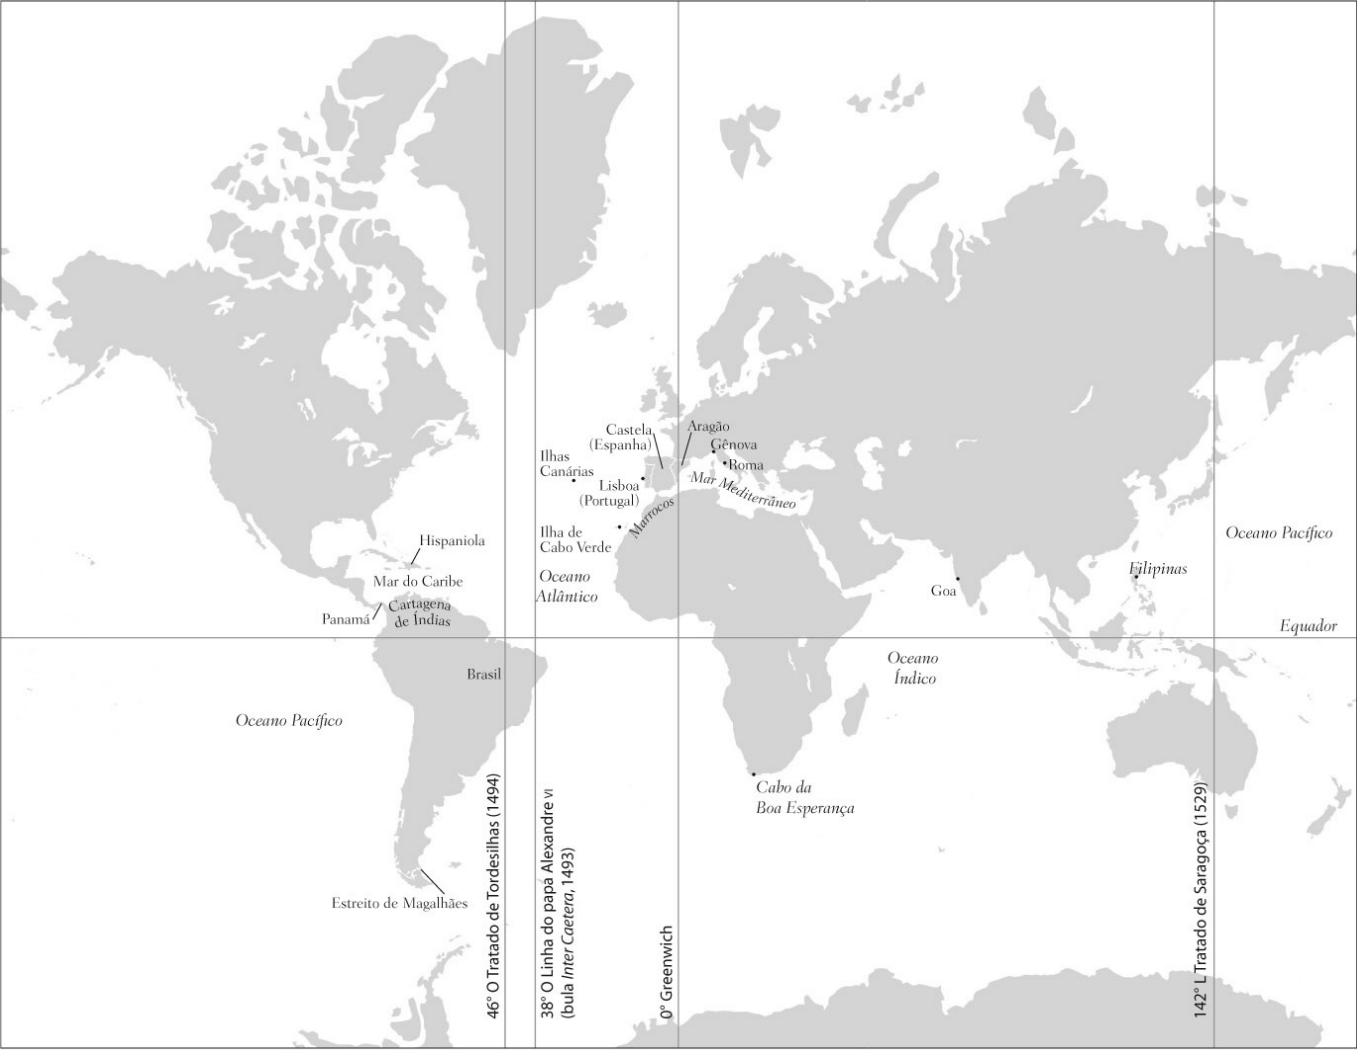 Castela
(Espanha)
Aragão
Gênova
Roma
Ilhas
Canárias
Lisboa
(Portugal)
Mar Mediterrâneo
Marrocos
Ilha de
Cabo Verde
Oceano
Atlântico
Hispaniola
Mar do Caribe
Cartagena
de Índias
Panamá
Goa
Filipinas
Oceano Pacífico
Equador
Oceano
Índico
Brasil
Oceano Pacífico
Cabo da
Boa Esperança
Estreito de Magalhães
46° O Tratado de Tordesilhas (1494)
38° O Linha do papa Alexandre VI
(bula Inter Caetera, 1493)
0° Greenwich
142° L Tratado de Saragoça (1529)